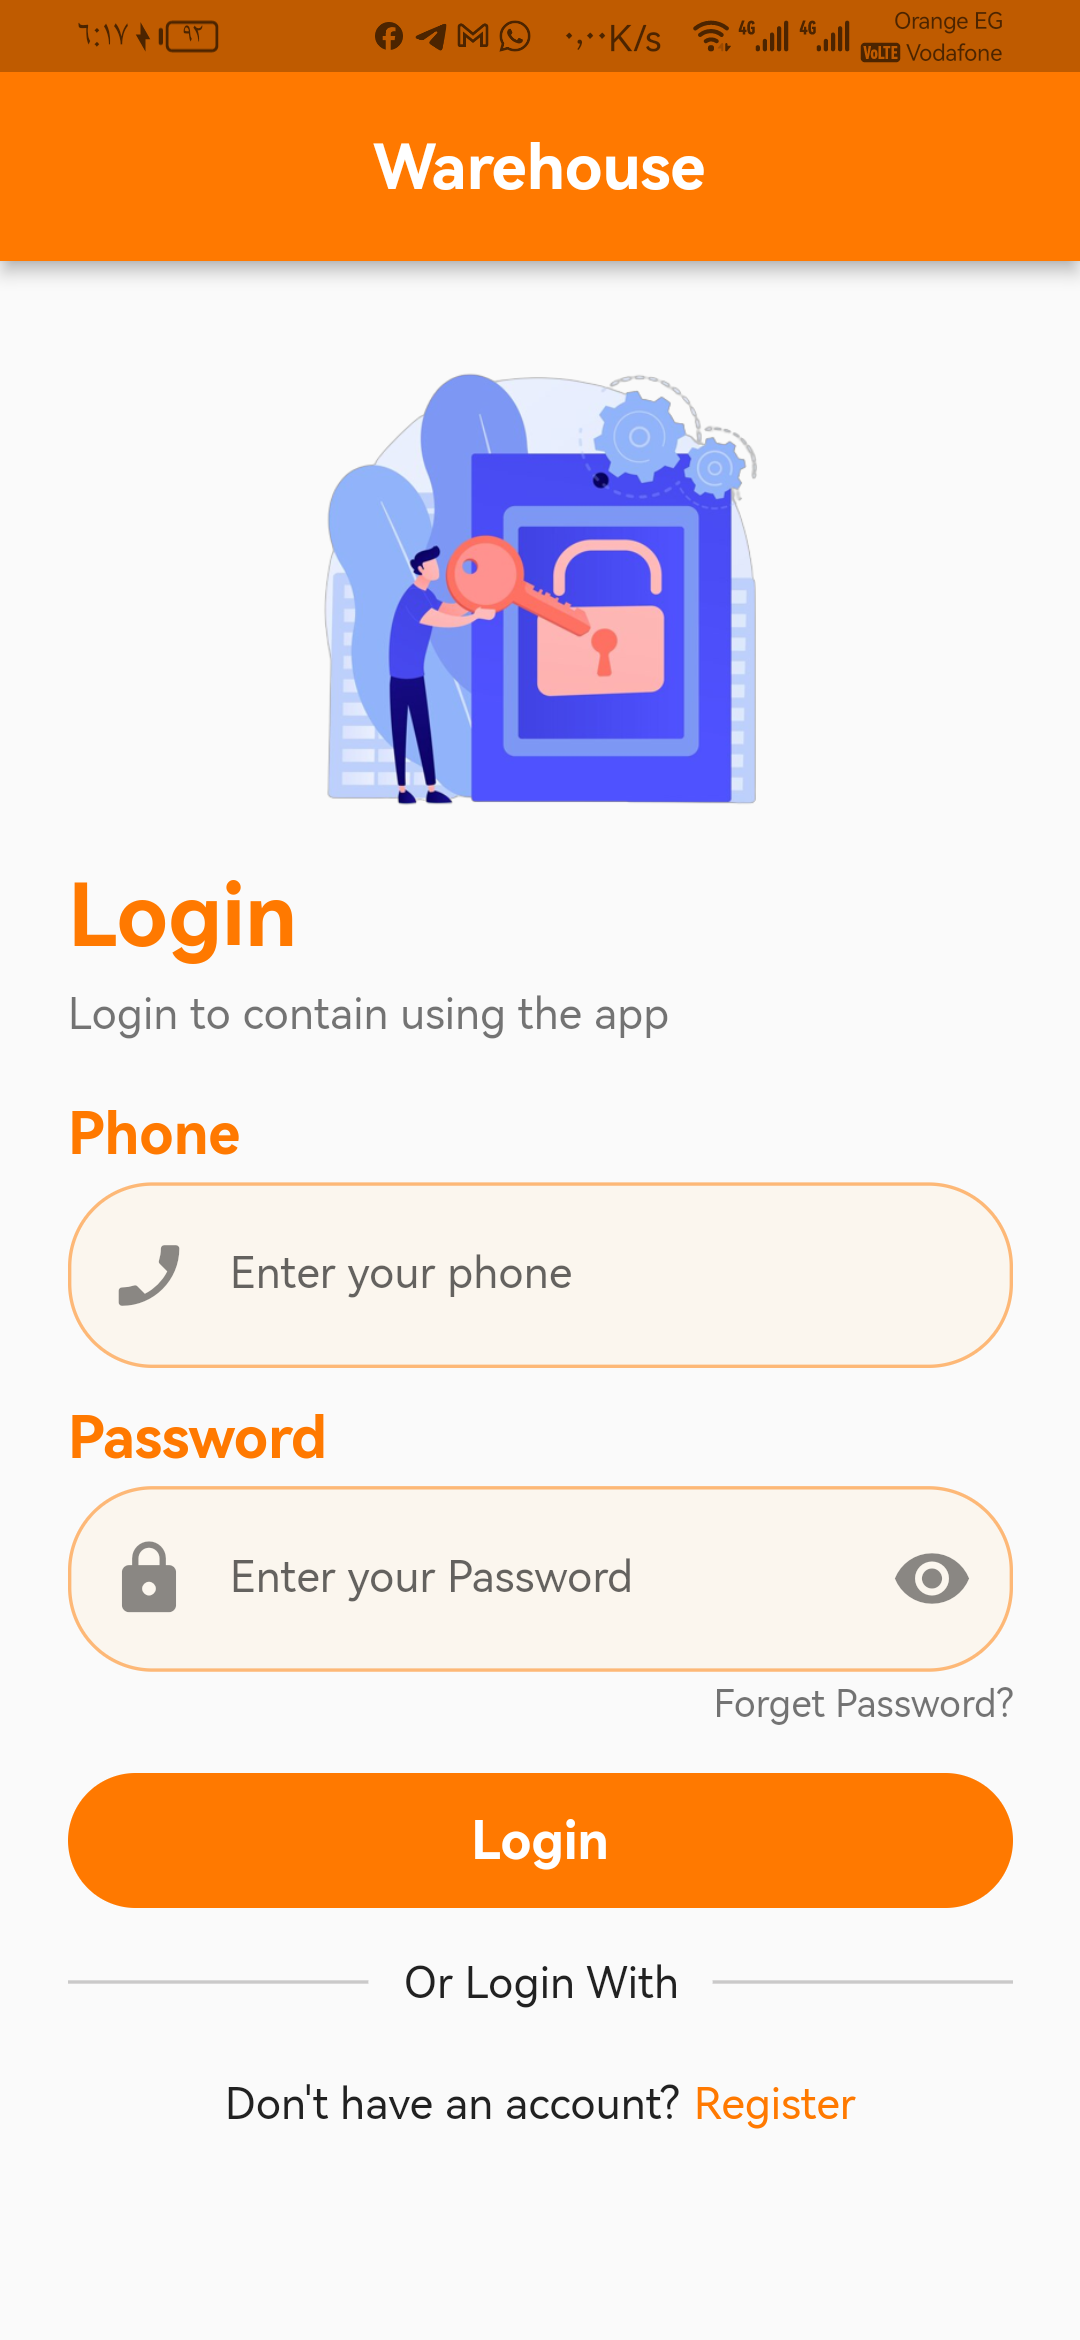 ٦:١٧ ٩٢ ٠,٠٠K/s 4G 4G Orange EG
VoLTE Vodafone
Warehouse
Login
Login to contain using the app
Phone
Enter your phone
Password
Enter your Password
Forget Password?
Login
Or Login With
Don't have an account? Register